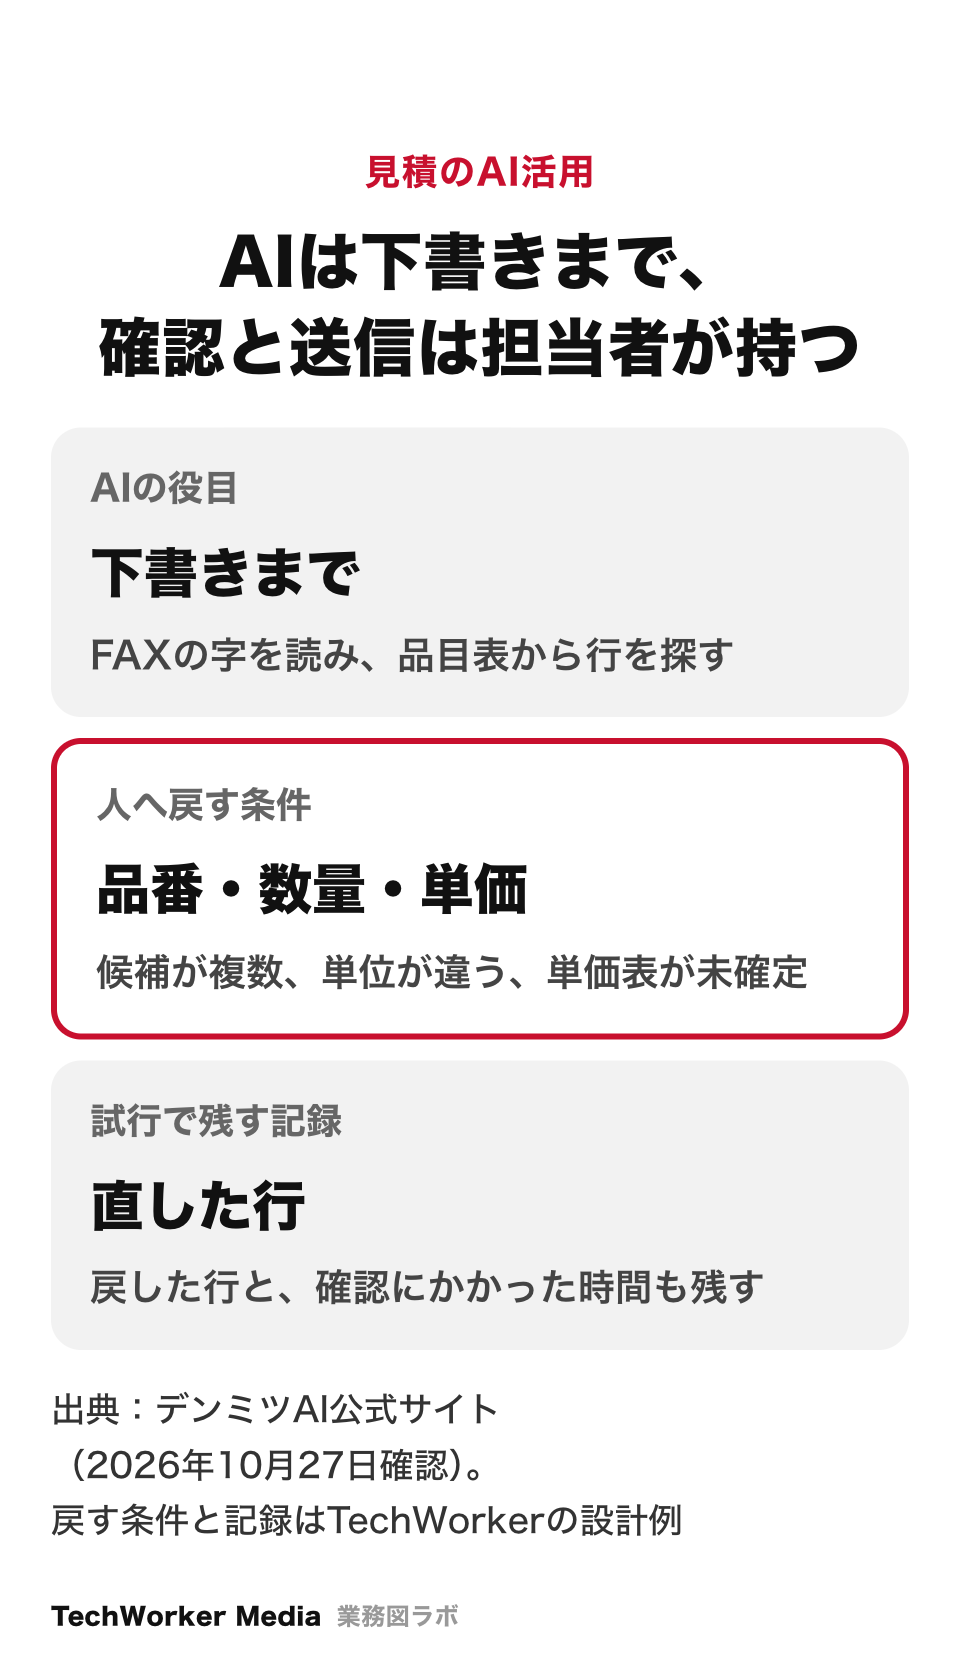 見積のAI活用
AIは下書きまで、
確認と送信は担当者が持つ
AIの役目
下書きまで
FAXの字を読み、品目表から行を探す
人へ戻す条件
品番・数量・単価
候補が複数、単位が違う、単価表が未確定
試行で残す記録
直した行
戻した行と、確認にかかった時間も残す
出典：デンミツAI公式サイト
（2026年10月27日確認）。
戻す条件と記録はTechWorkerの設計例
TechWorker Media 業務図ラボ